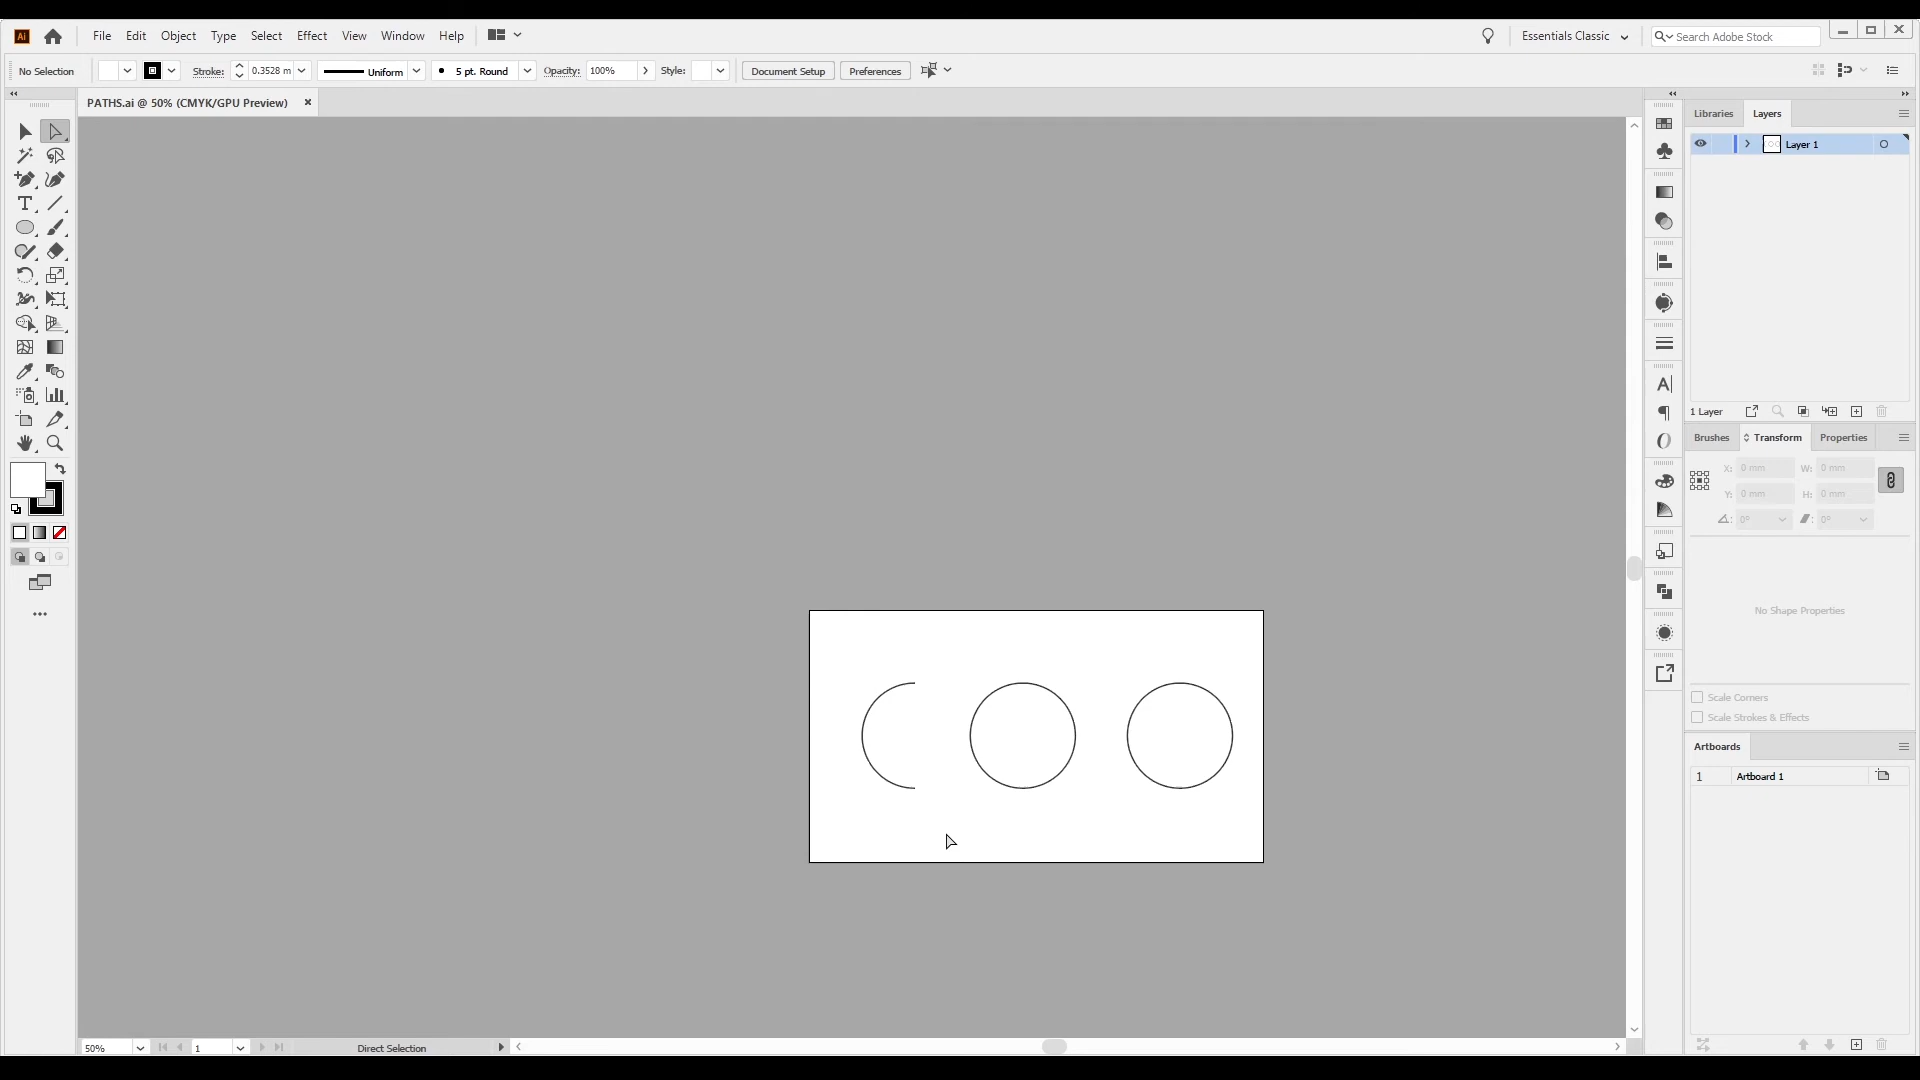 Ai File Edit Object Type Select Effect View Window Help Essentials Classic Search Adobe Stock
No Selection Stroke: 0.3528 m Uniform 5 pt. Round Opacity: 100% Style: Document Setup Preferences
PATHS.ai @ 50% (CMYK/GPU Preview)
Libraries Layers
Layer 1
1 Layer
Brushes Transform Properties
X: 0 mm W: 0 mm
Y: 0 mm H: 0 mm
0° 0°
No Shape Properties
Scale Corners
Scale Strokes & Effects
Artboards
1 Artboard 1
50% 1 Direct Selection